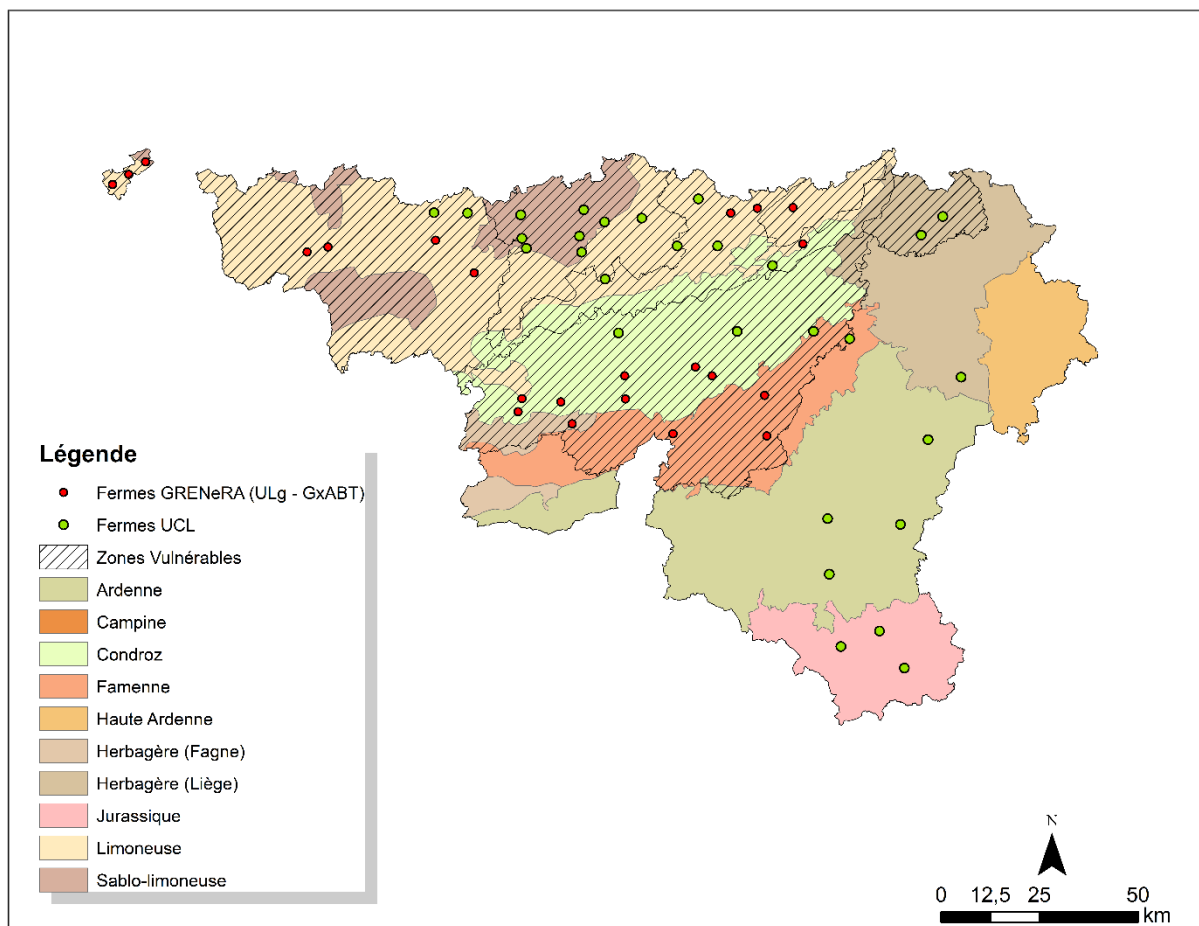 Légende
Fermes GRENeRA (ULg - GxABT)
Fermes UCL
Zones Vulnérables
Ardenne
Campine
Condroz
Famenne
Haute Ardenne
Herbagère (Fagne)
Herbagère (Liège)
Jurassique
Limoneuse
Sablo-limoneuse
N
0 12,5 25 50
km